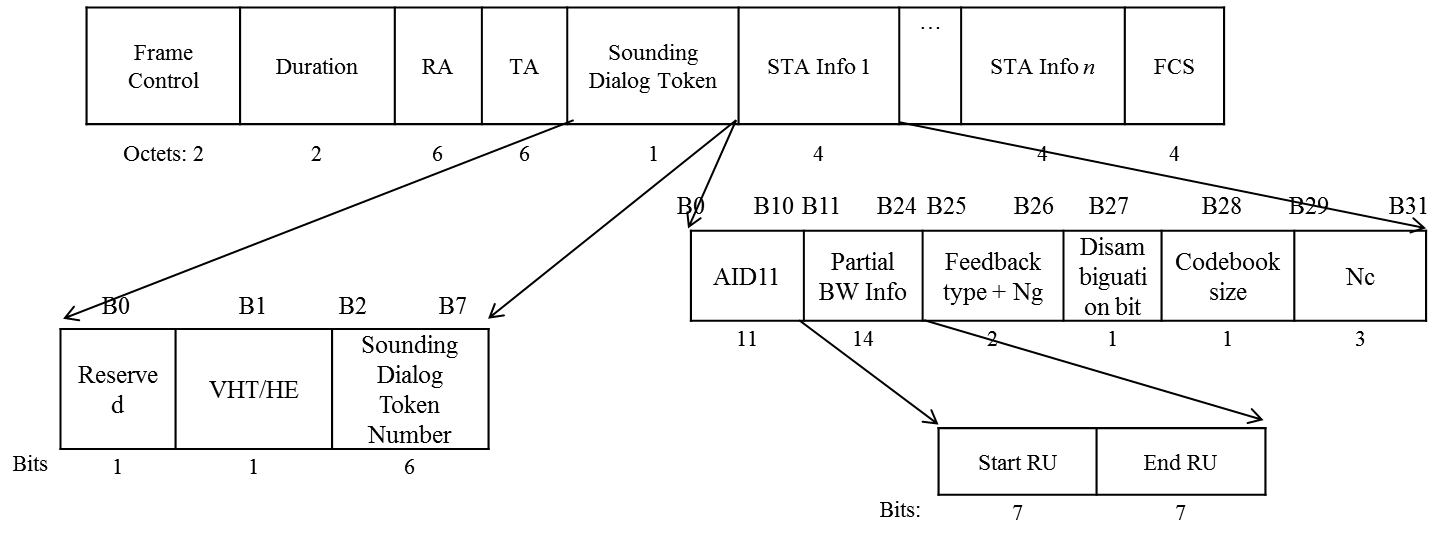 Frame
Control
Duration
RA
TA
Sounding
Dialog Token
STA Info 1
…
STA Info n
FCS
Octets: 2
2
6
6
1
4
4
4
B0 B10 B11 B24 B25 B26 B27 B28 B29 B31
AID11
Partial
BW Info
Feedback
type + Ng
Disam
biguati
on bit
Codebook
size
Nc
11
14
2
1
1
3
B0 B1 B2 B7
Reserve
d
VHT/HE
Sounding
Dialog
Token
Number
Bits
1
1
6
Start RU
End RU
Bits:
7
7